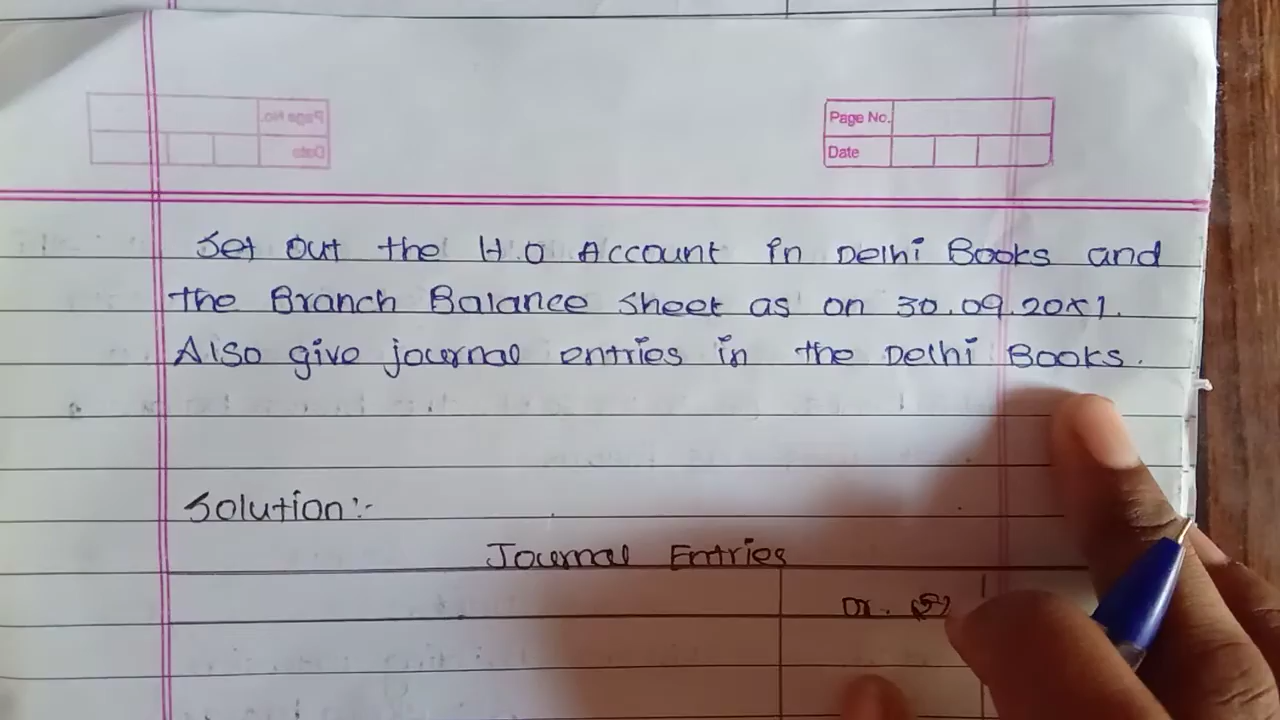 Page No.
Date
Set out the H.O Account in Delhi Books and
the Branch Balance sheet as on 30.09.20x1.
Also give journal entries in the Delhi Books.
Solution:-
Journal Entries
Dr. (₹)